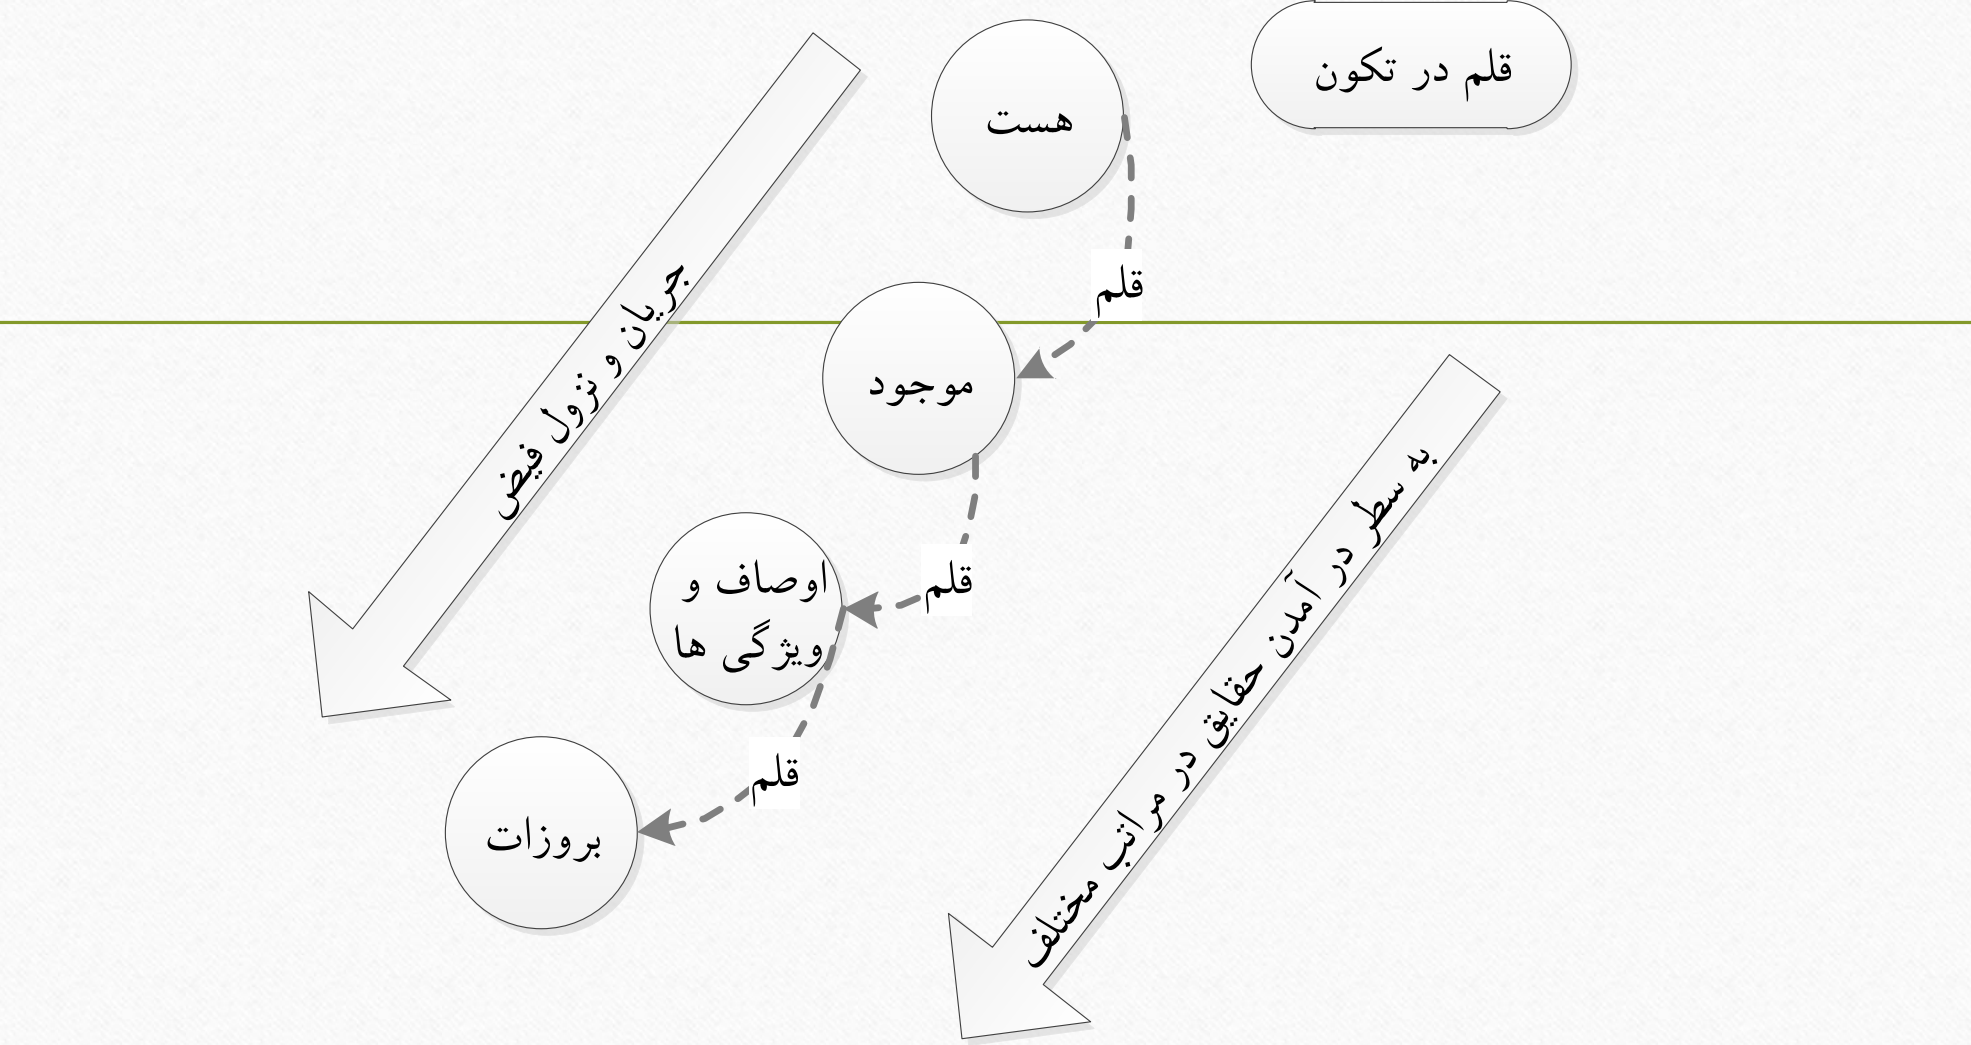 قلم در تکون
هست
قلم
موجود
قلم
اوصاف و
ویژگی ها
قلم
بروزات
جریان و نزول فیض
به سطر در آمدن حقایق در مراتب مختلف